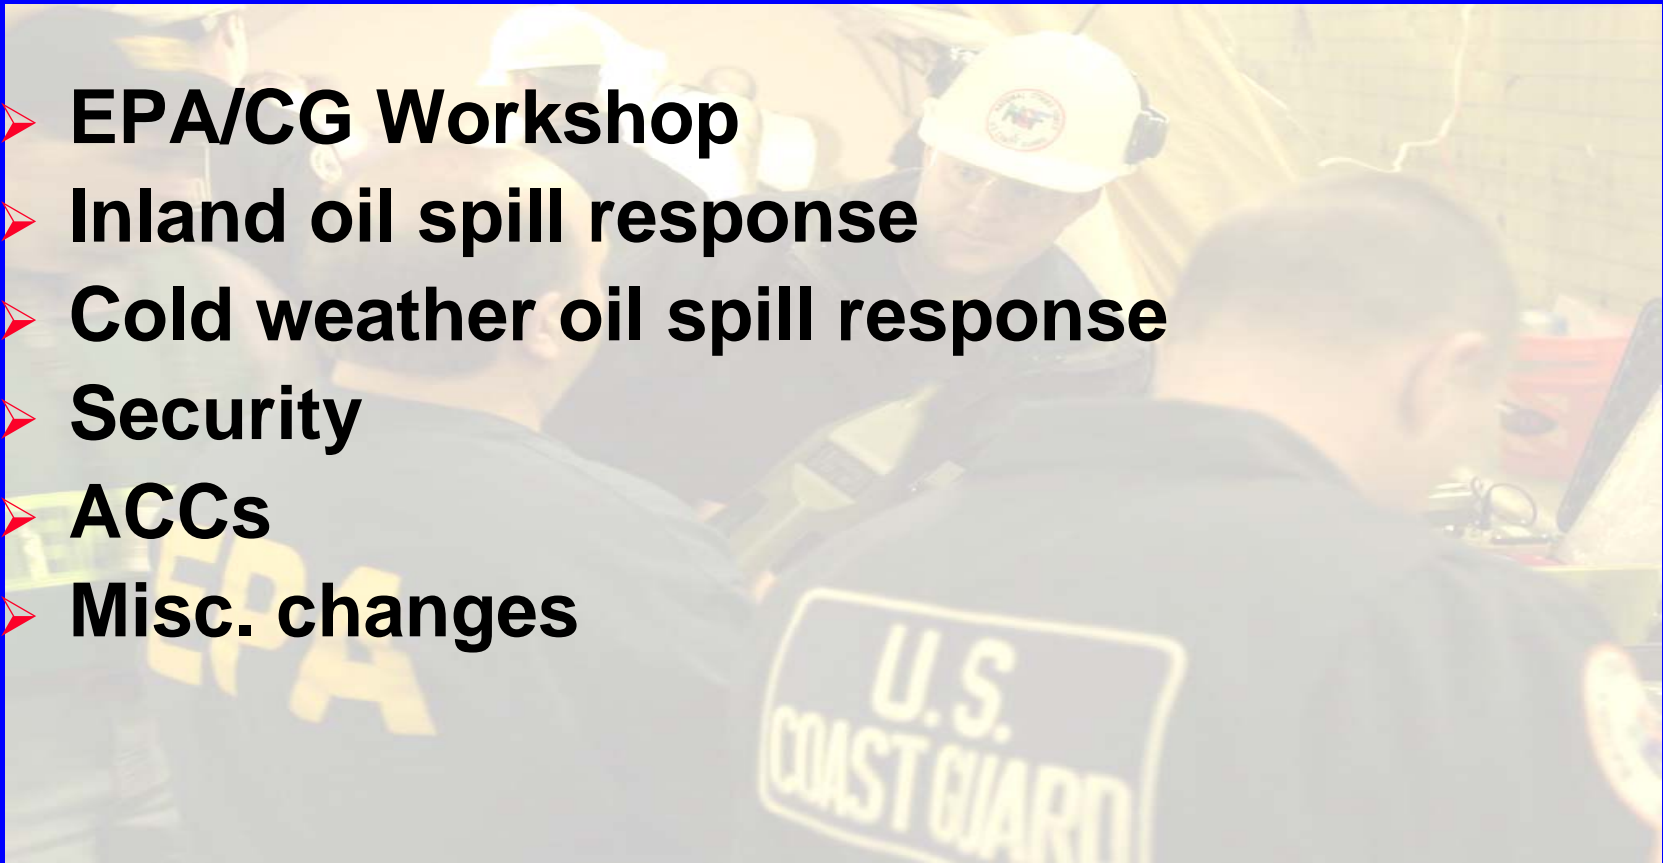 EPA/CG Workshop
Inland oil spill response
Cold weather oil spill response
Security
ACCs
Misc. changes
EPA
U.S.
COAST GUARD